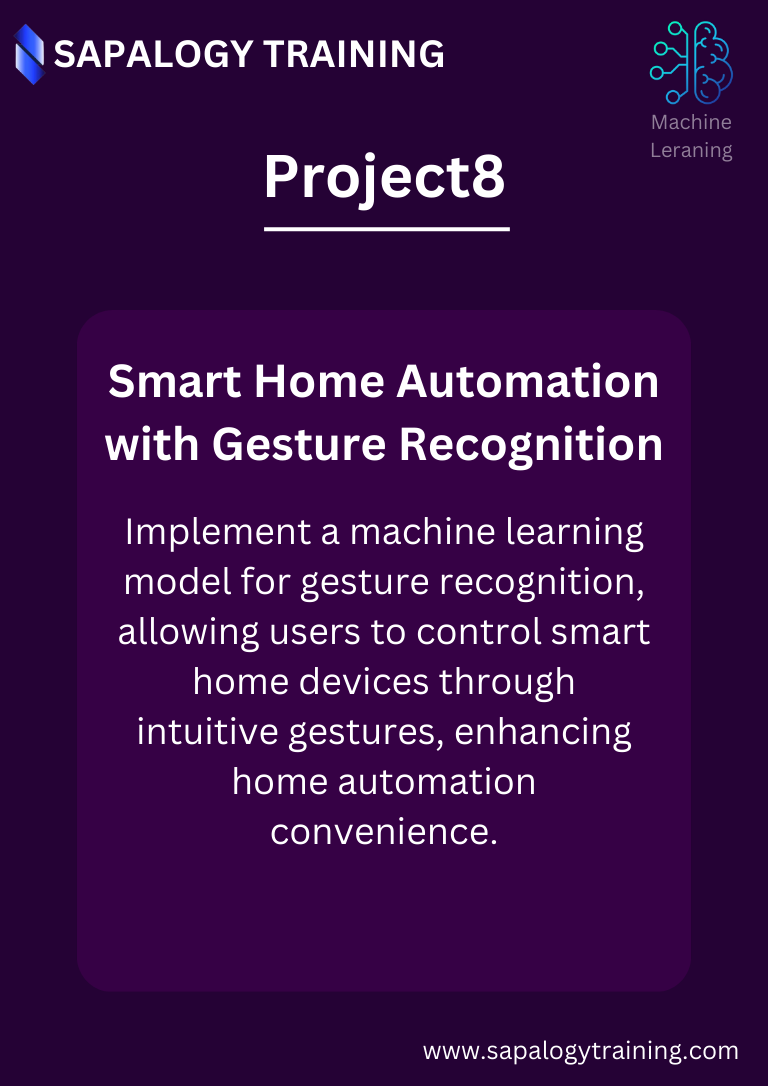 SAPALOGY TRAINING
Machine
Leraning
Project8
Smart Home Automation
with Gesture Recognition
Implement a machine learning
model for gesture recognition,
allowing users to control smart
home devices through
intuitive gestures, enhancing
home automation
convenience.
www.sapalogytraining.com